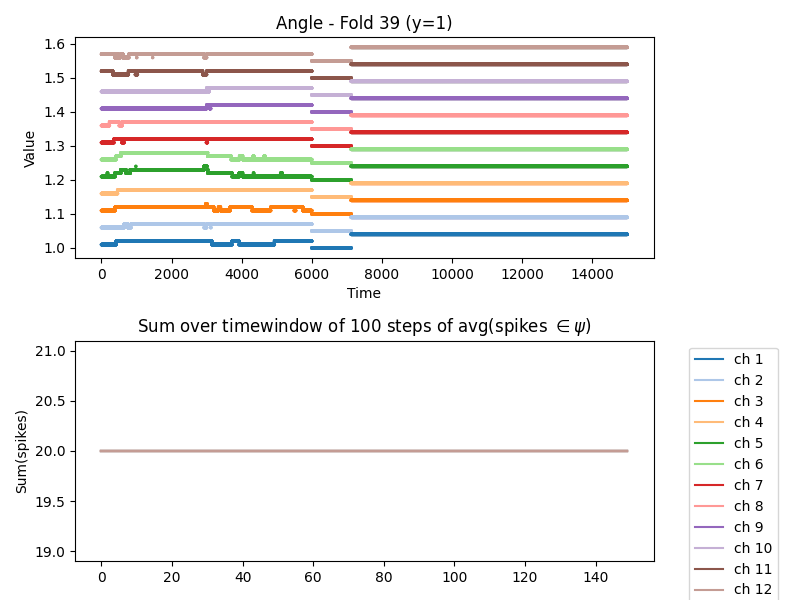 Angle - Fold 39 (y=1)
1.6
1.5
1.4
1.3
1.2
1.1
1.0
Value
0 2000 4000 6000 8000 10000 12000 14000
Time
Sum over timewindow of 100 steps of avg(spikes ∈ ψ)
21.0
20.5
20.0
19.5
19.0
Sum(spikes)
0 20 40 60 80 100 120 140
ch 1
ch 2
ch 3
ch 4
ch 5
ch 6
ch 7
ch 8
ch 9
ch 10
ch 11
ch 12